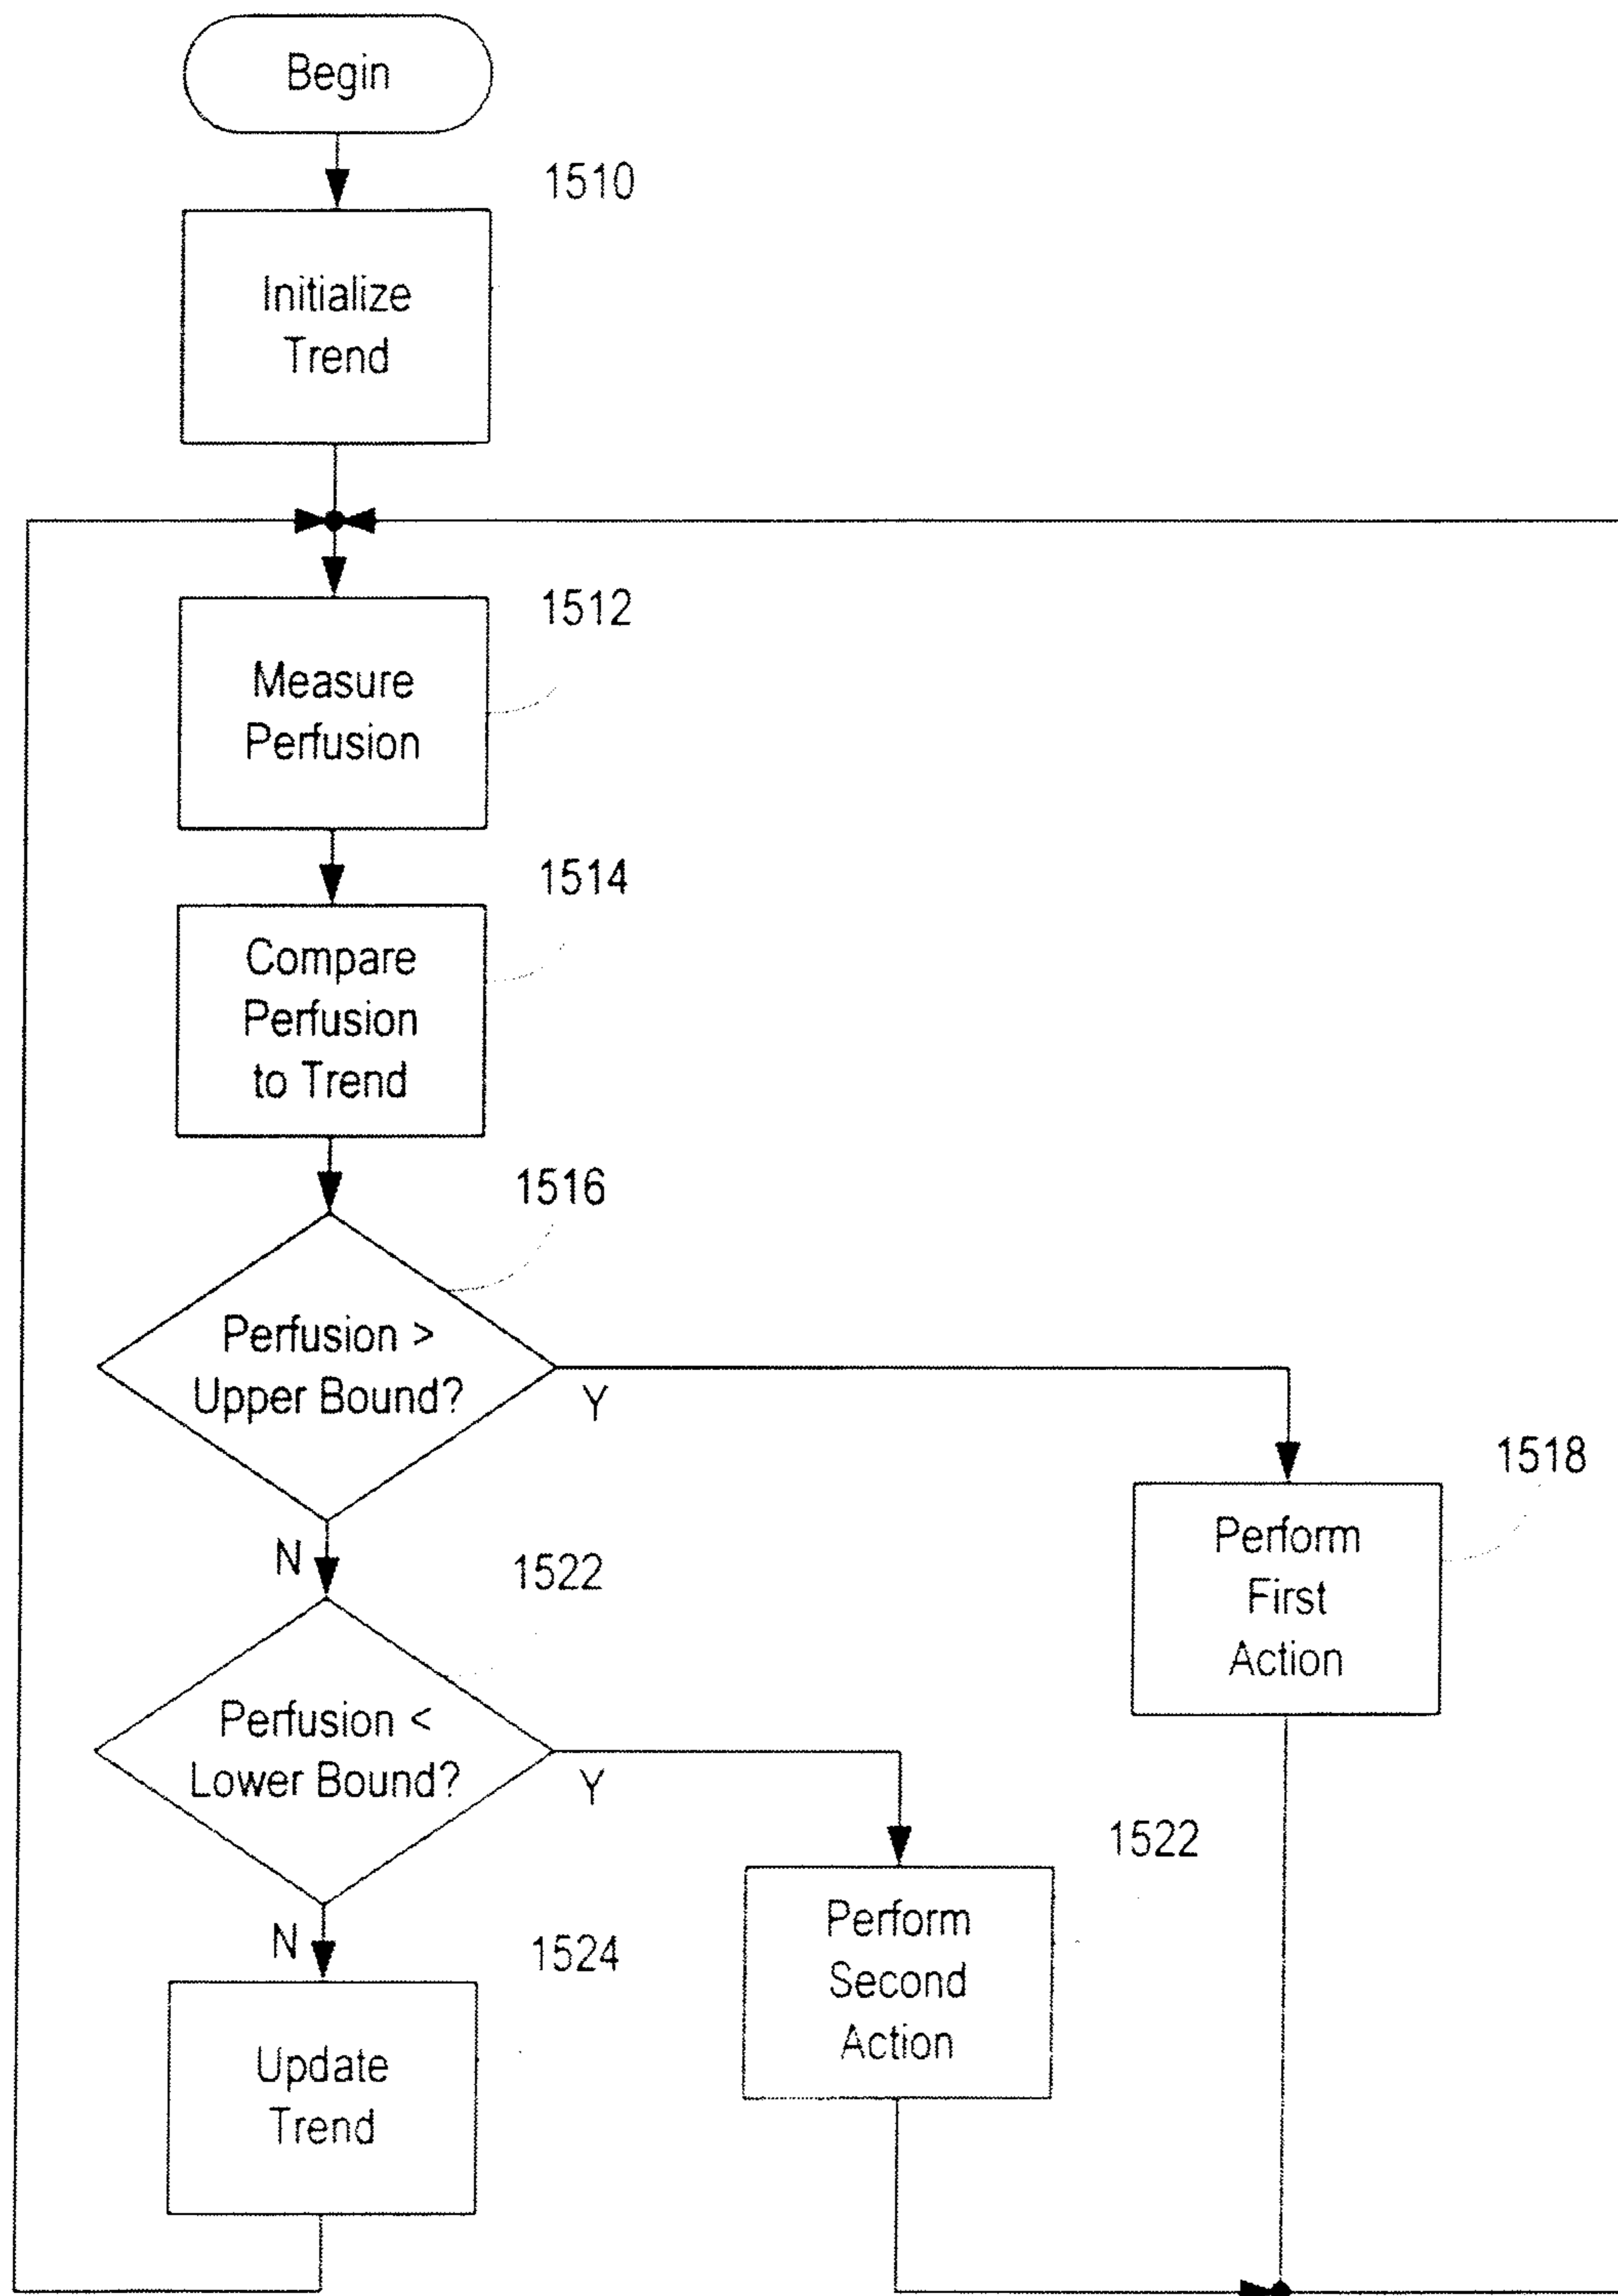 Begin
1510
Initialize
Trend
1512
Measure
Perfusion
1514
Compare
Perfusion
to Trend
1516
Perfusion >
Upper Bound?
Y
N
1518
Perform
First
Action
1522
Perfusion <
Lower Bound?
Y
N
1522
Perform
Second
Action
1524
Update
Trend